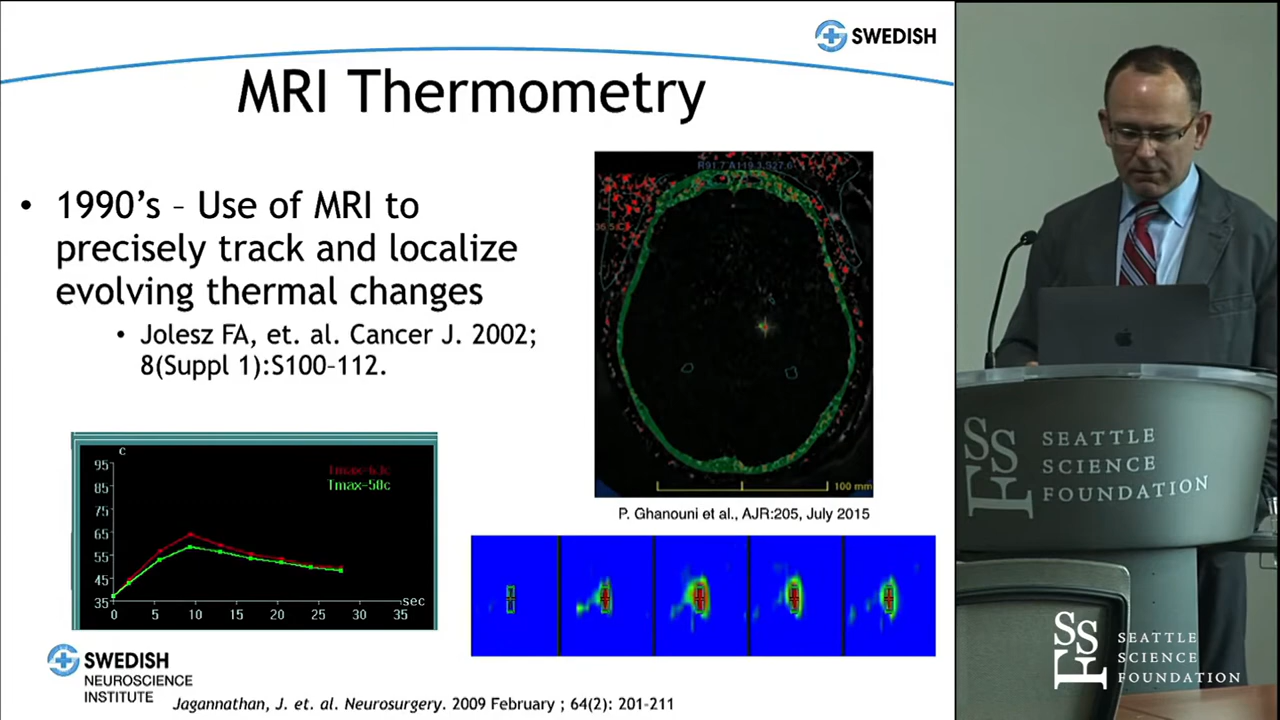 SWEDISH
MRI Thermometry
• 1990’s – Use of MRI to
precisely track and localize
evolving thermal changes
• Jolesz FA, et. al. Cancer J. 2002;
8(Suppl 1):S100–112.
100 mm
P. Ghanouni et al., AJR:205, July 2015
c
95
85
75
65
55
45
35
0
5
10
15
20
25
30
35
sec
SWEDISH
NEUROSCIENCE
INSTITUTE
Jagannathan, J. et. al. Neurosurgery. 2009 February ; 64(2): 201–211
SSF
SEATTLE
SCIENCE
FOUNDATION
SSF
SEATTLE
SCIENCE
FOUNDATION